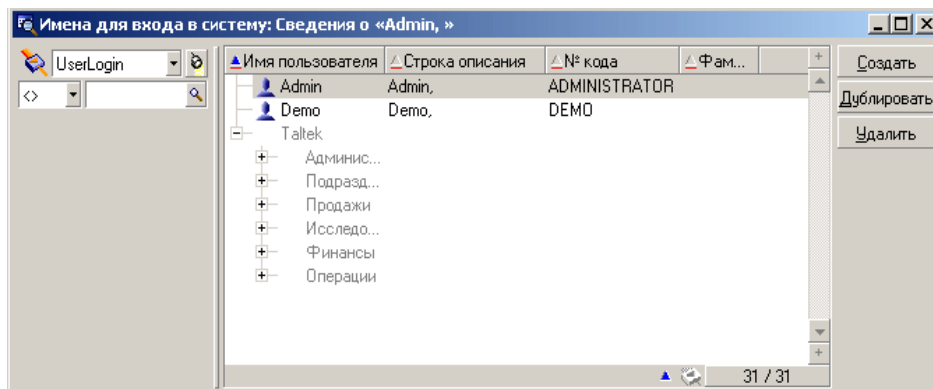 Имена для входа в систему: Сведения о «Admin, »
UserLogin
<>
Имя пользователя Строка описания № кода Фам...
Admin Admin, ADMINISTRATOR
Demo Demo, DEMO
Taltek
Админис...
Подразд...
Продажи
Исследо...
Финансы
Операции
31 / 31
Создать
Дублировать
Удалить